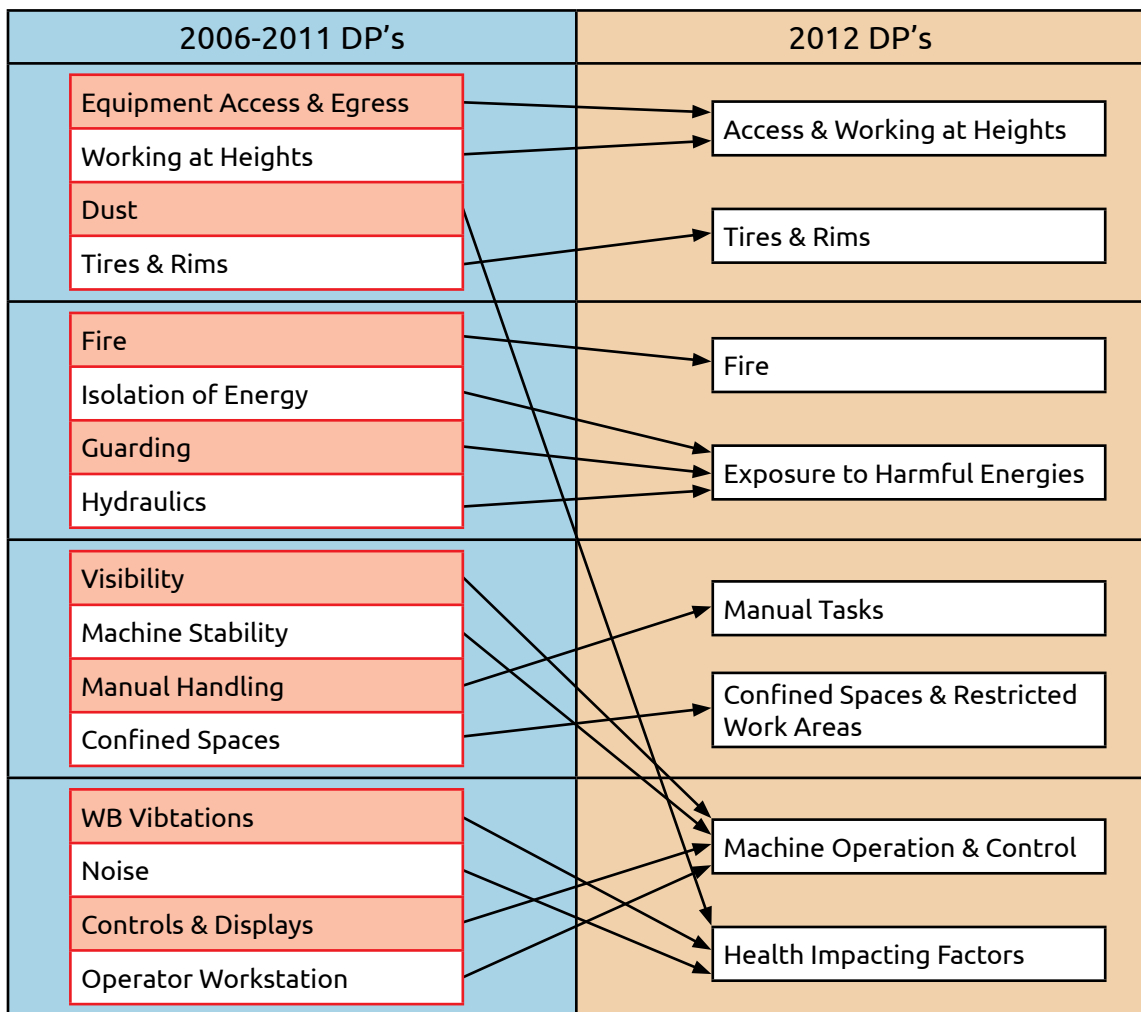 2006-2011 DP’s
2012 DP’s
Equipment Access & Egress
Working at Heights
Dust
Tires & Rims
Access & Working at Heights
Tires & Rims
Fire
Isolation of Energy
Guarding
Hydraulics
Fire
Exposure to Harmful Energies
Visibility
Machine Stability
Manual Handling
Confined Spaces
Manual Tasks
Confined Spaces & Restricted
Work Areas
WB Vibtations
Noise
Controls & Displays
Operator Workstation
Machine Operation & Control
Health Impacting Factors